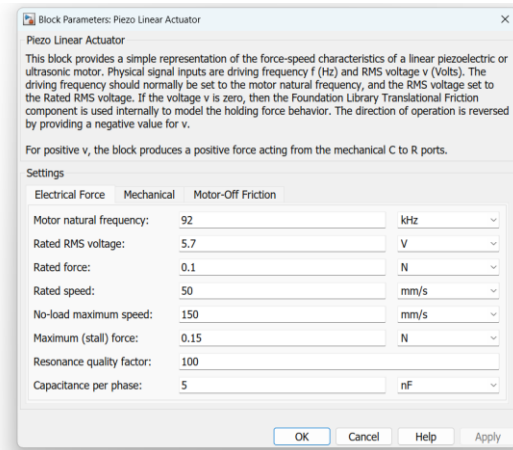 Block Parameters: Piezo Linear Actuator
Piezo Linear Actuator
This block provides a simple representation of the force-speed characteristics of a linear piezoelectric or
ultrasonic motor. Physical signal inputs are driving frequency f (Hz) and RMS voltage v (Volts). The
driving frequency should normally be set to the motor natural frequency, and the RMS voltage set to
the Rated RMS voltage. If the voltage v is zero, then the Foundation Library Translational Friction
component is used internally to model the holding force behavior. The direction of operation is reversed
by providing a negative value for v.
For positive v, the block produces a positive force acting from the mechanical C to R ports.
Settings
Electrical Force Mechanical Motor-Off Friction
Motor natural frequency: 92 kHz
Rated RMS voltage: 5.7 V
Rated force: 0.1 N
Rated speed: 50 mm/s
No-load maximum speed: 150 mm/s
Maximum (stall) force: 0.15 N
Resonance quality factor: 100
Capacitance per phase: 5 nF
OK Cancel Help Apply